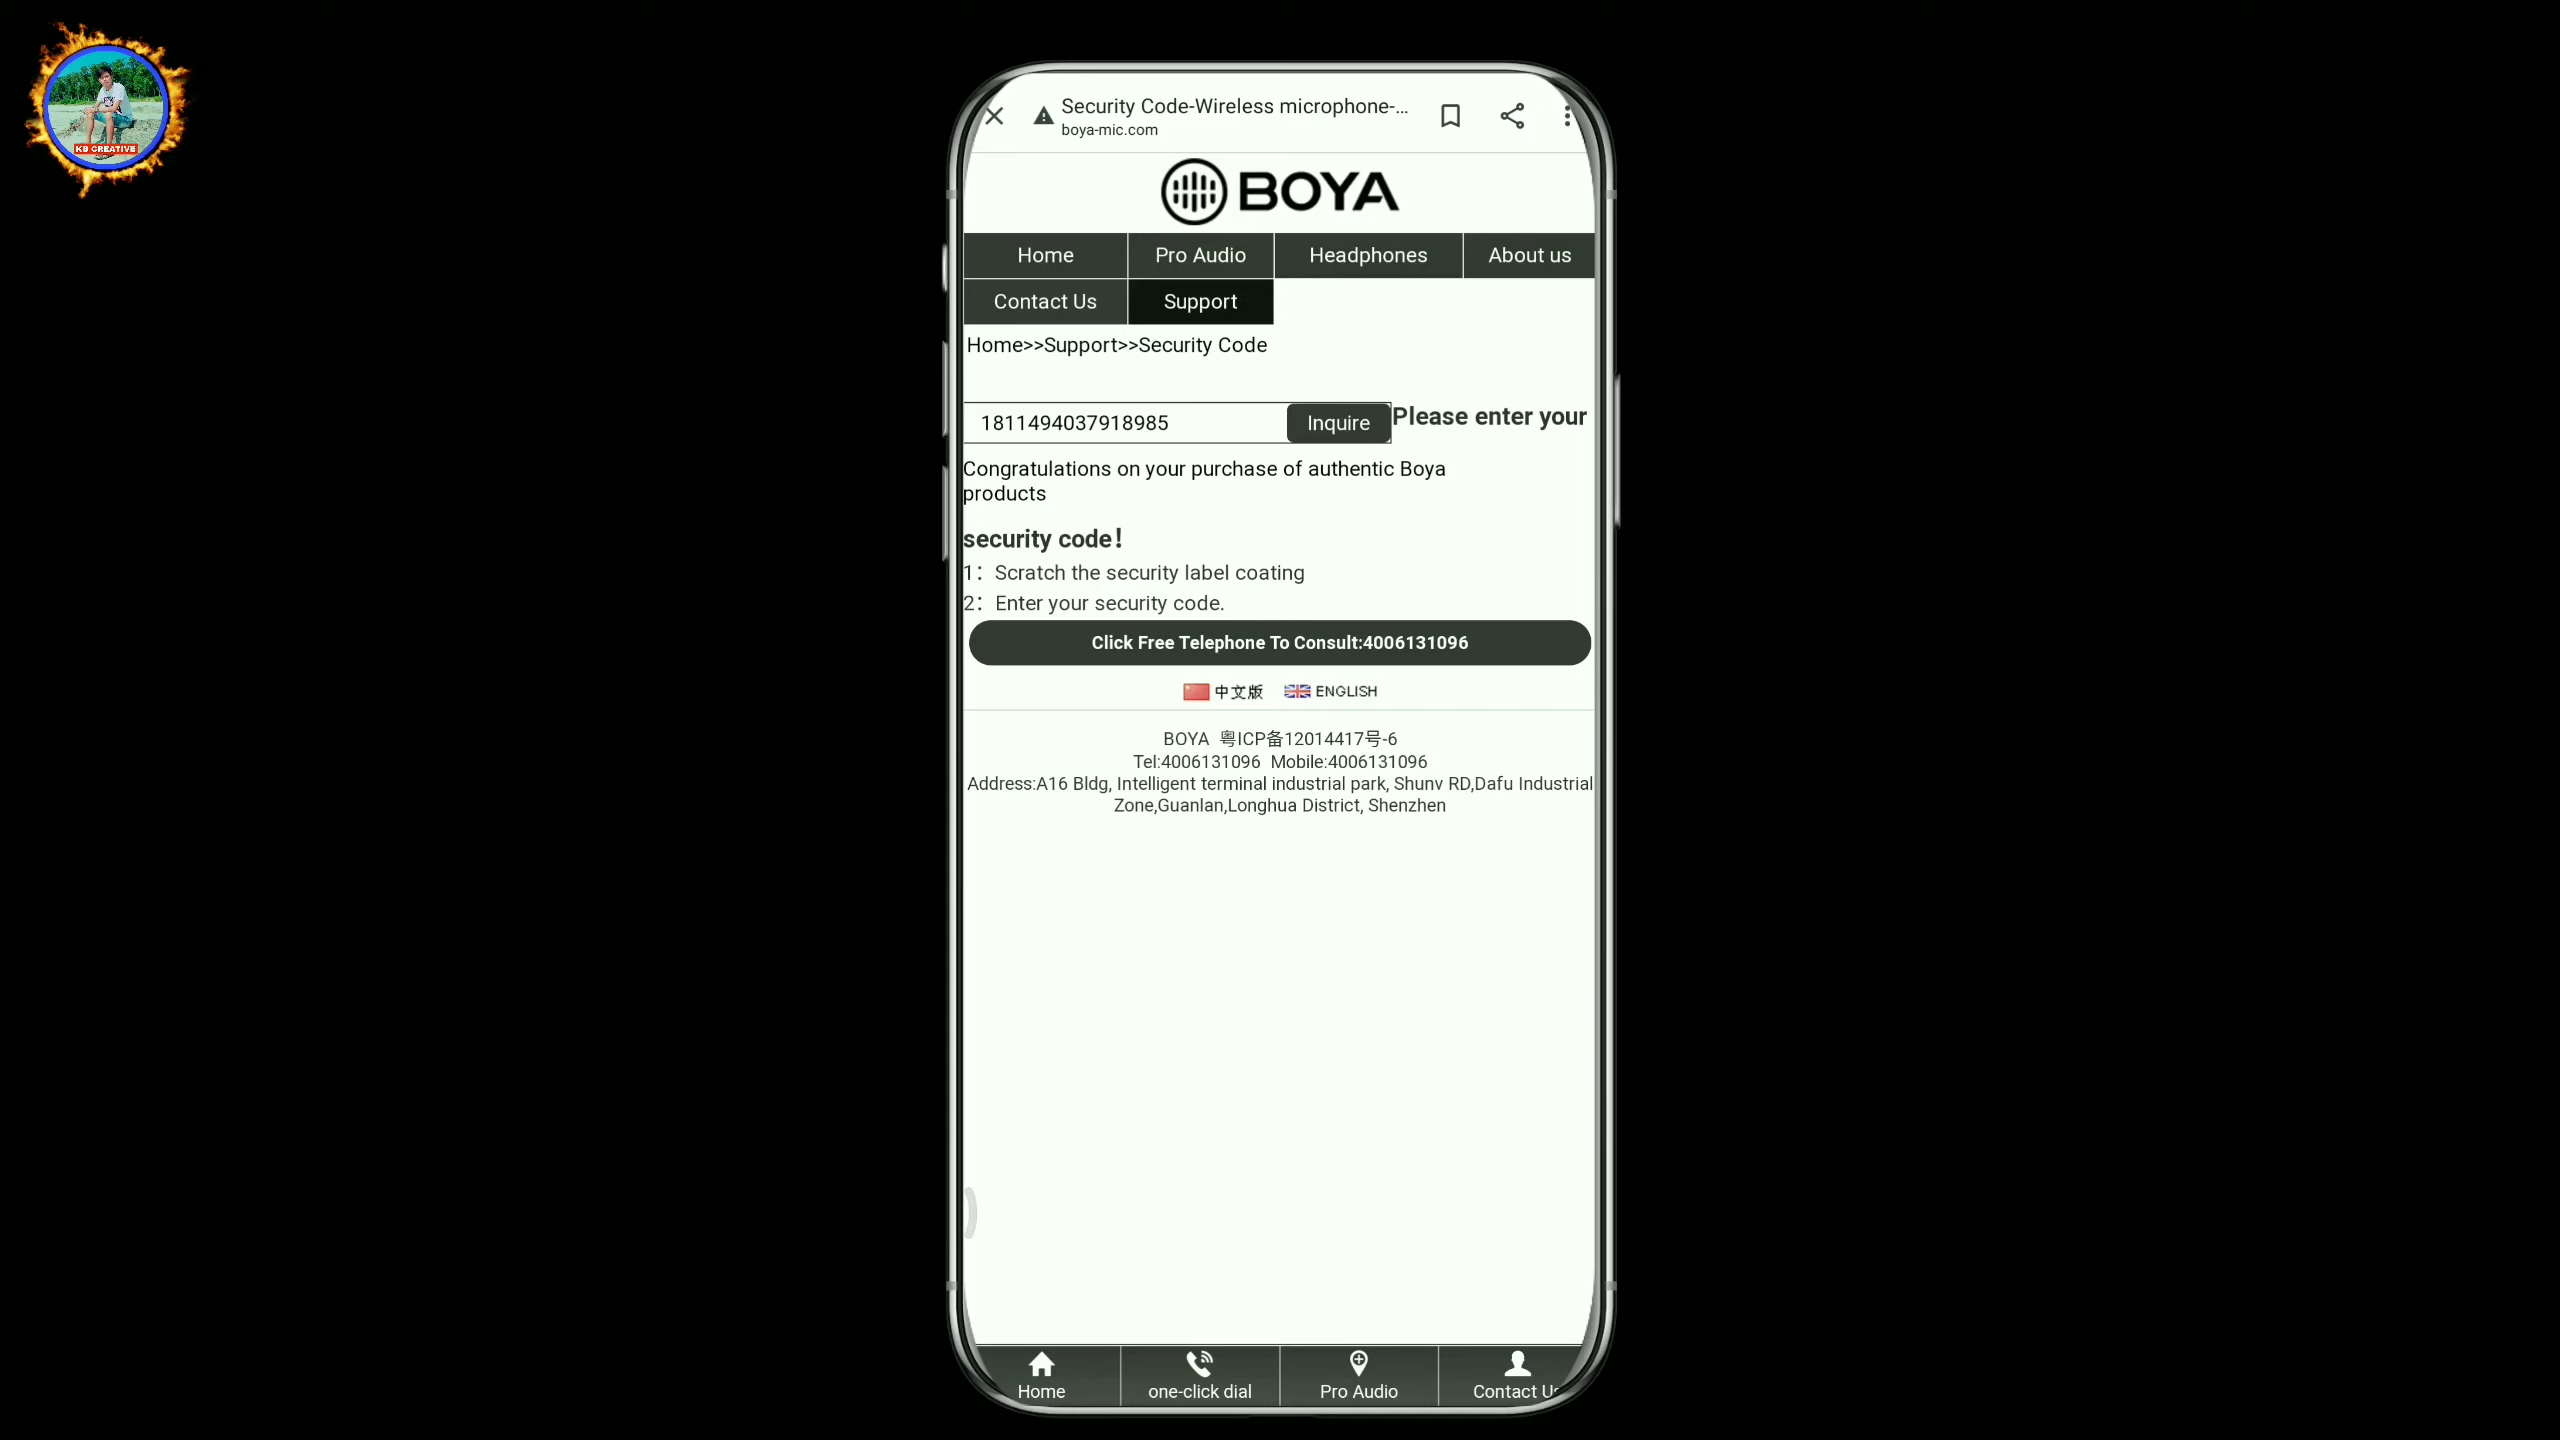 KB CREATIVE
Security Code-Wireless microphone-...
boya-mic.com
BOYA
Home Pro Audio Headphones About us
Contact Us Support
Home>>Support>>Security Code
1811494037918985 Inquire Please enter your
Congratulations on your purchase of authentic Boya
products
security code！
1：Scratch the security label coating
2：Enter your security code.
Click Free Telephone To Consult:4006131096
中文版 ENGLISH
BOYA 粤ICP备12014417号-6
Tel:4006131096 Mobile:4006131096
Address:A16 Bldg, Intelligent terminal industrial park, Shunv RD,Dafu Industrial
Zone,Guanlan,Longhua District, Shenzhen
Home one-click dial Pro Audio Contact Us